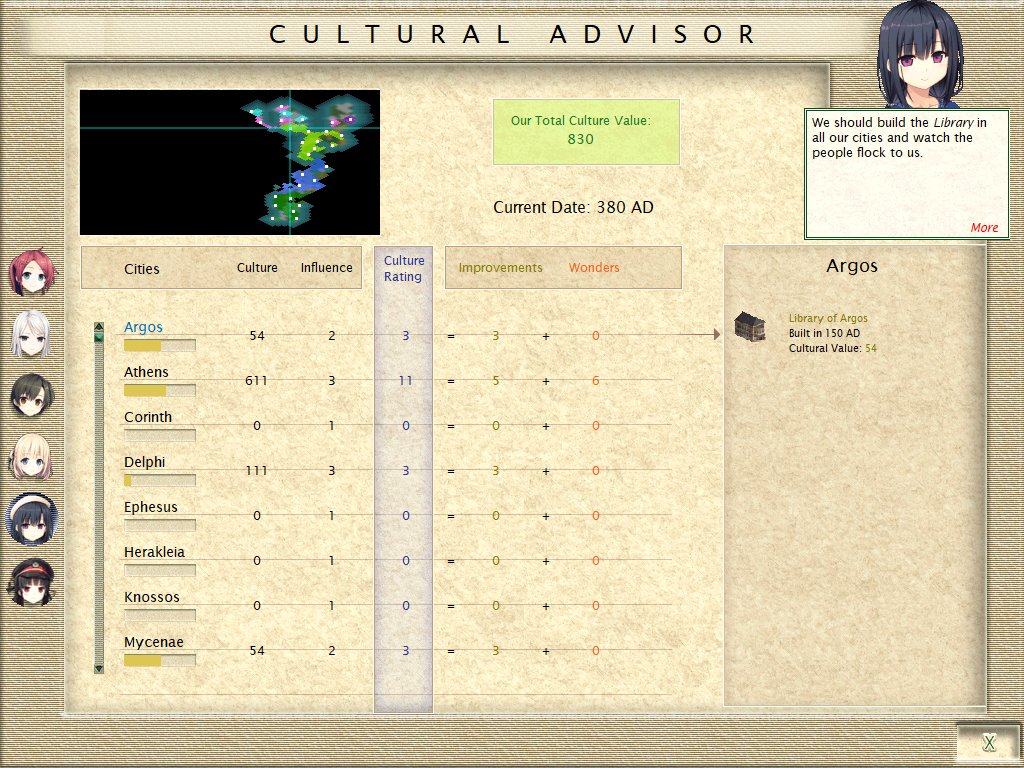 CULTURAL ADVISOR
We should build the Library in
all our cities and watch the
people flock to us.
More
Our Total Culture Value:
830
Current Date: 380 AD
Cities Culture Influence Culture Rating Improvements Wonders
Argos 54 2 3 = 3 + 0
Athens 611 3 11 = 5 + 6
Corinth 0 1 0 = 0 + 0
Delphi 111 3 3 = 3 + 0
Ephesus 0 1 0 = 0 + 0
Herakleia 0 1 0 = 0 + 0
Knossos 0 1 0 = 0 + 0
Mycenae 54 2 3 = 3 + 0
Argos
Library of Argos
Built in 150 AD
Cultural Value: 54
X